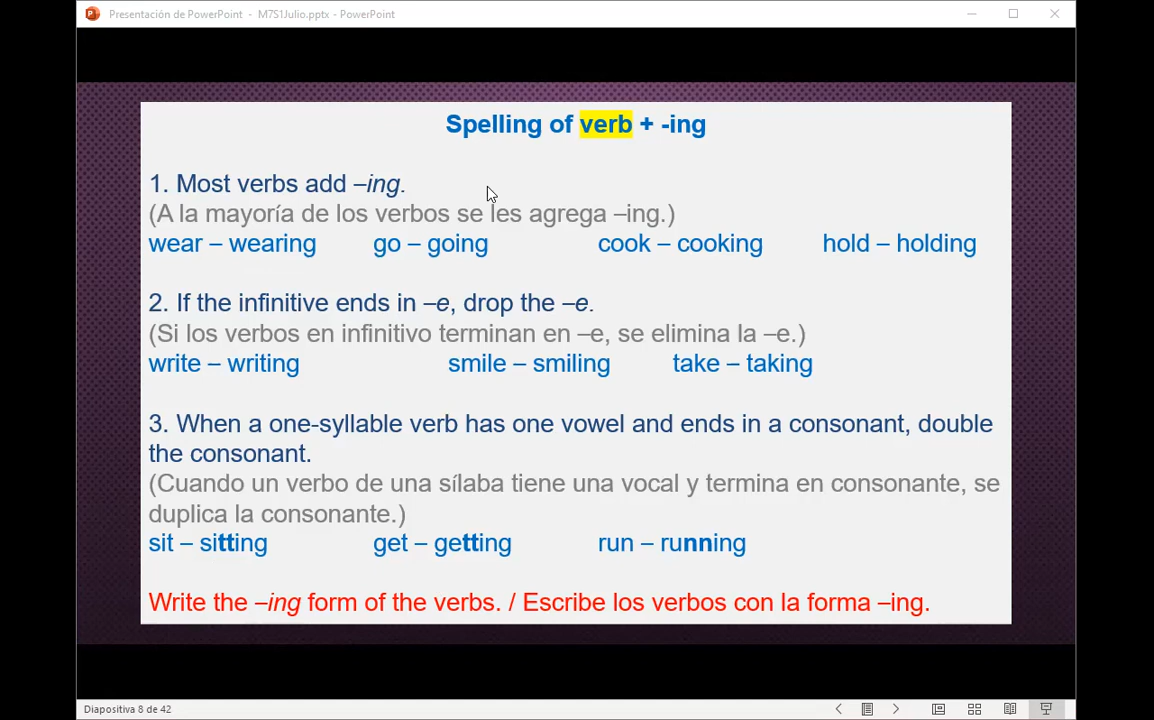 Presentación de PowerPoint - M7S1Julio.pptx - PowerPoint
Spelling of verb + -ing
1. Most verbs add –ing.
(A la mayoría de los verbos se les agrega –ing.)
wear – wearing go – going cook – cooking hold – holding
2. If the infinitive ends in –e, drop the –e.
(Si los verbos en infinitivo terminan en –e, se elimina la –e.)
write – writing smile – smiling take – taking
3. When a one-syllable verb has one vowel and ends in a consonant, double
the consonant.
(Cuando un verbo de una sílaba tiene una vocal y termina en consonante, se
duplica la consonante.)
sit – sitting get – getting run – running
Write the –ing form of the verbs. / Escribe los verbos con la forma –ing.
Diapositiva 8 de 42